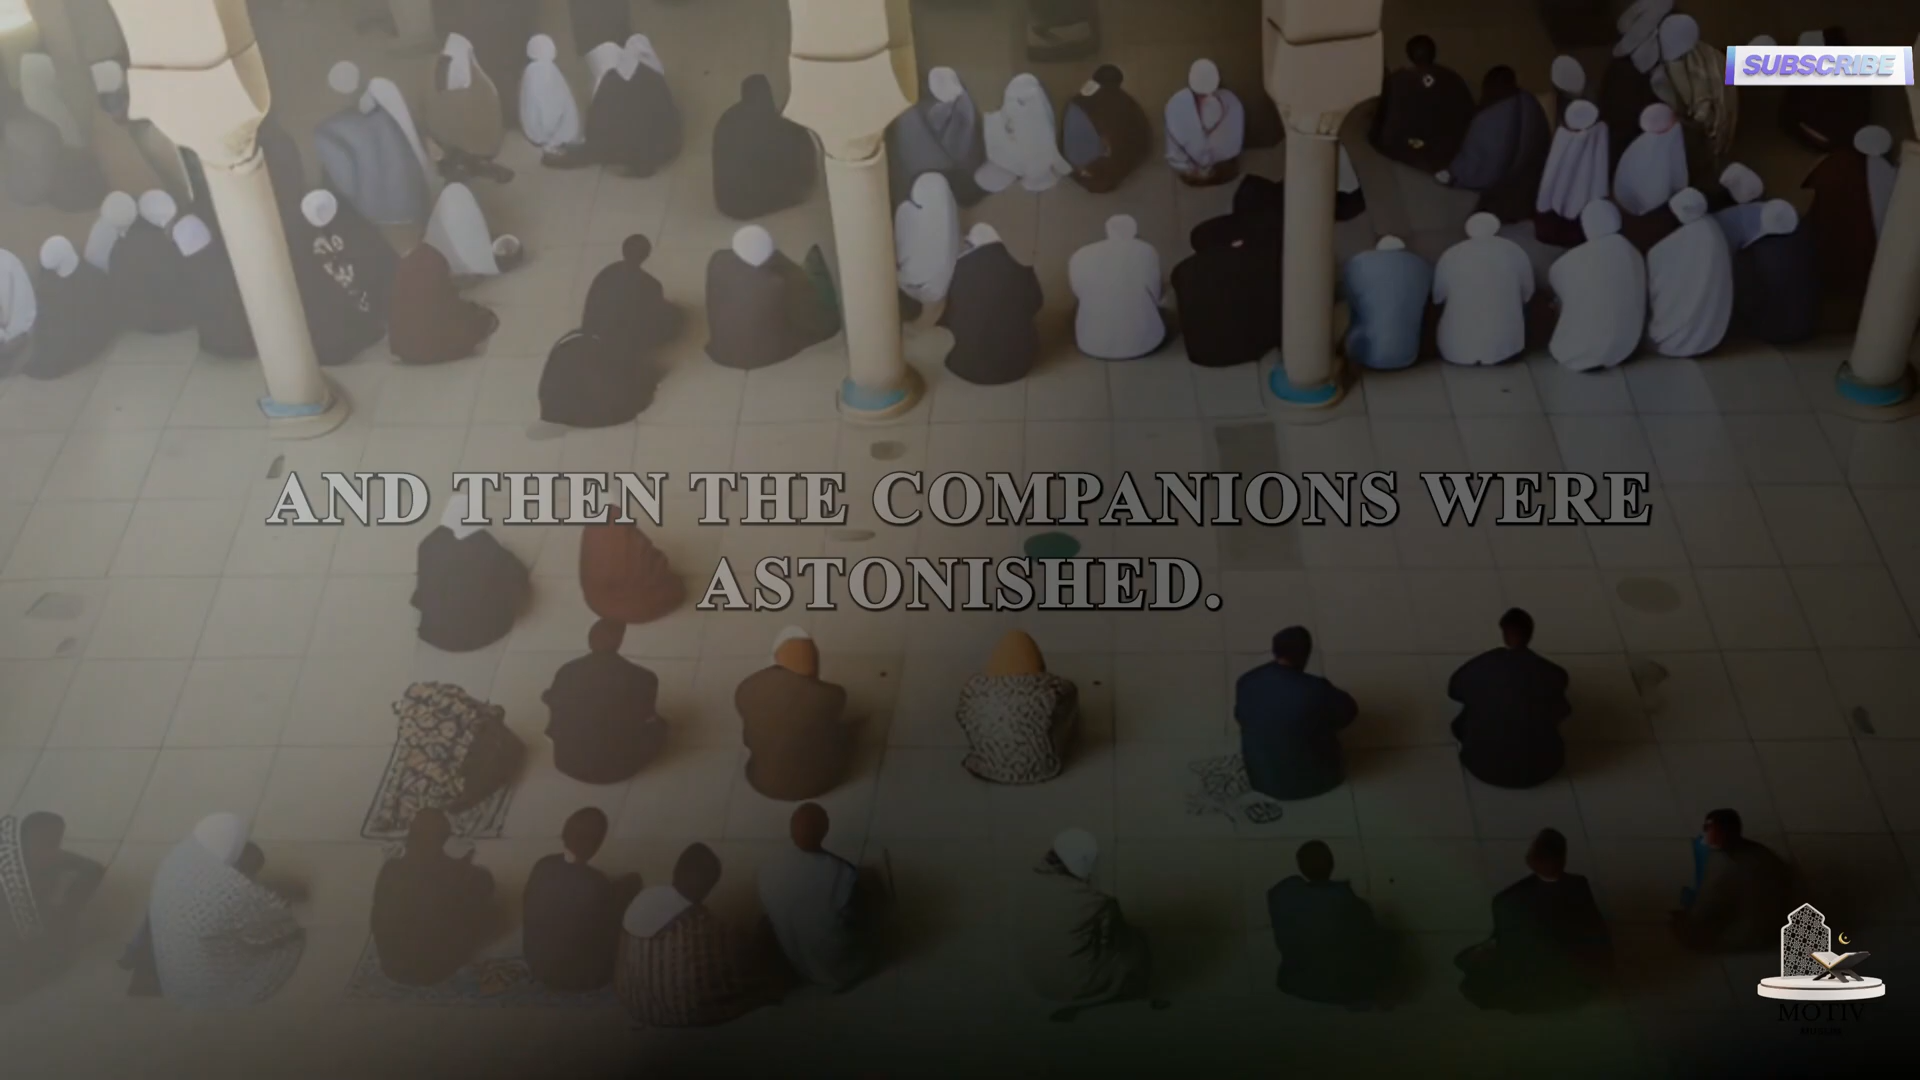 SUBSCRIBE
AND THEN THE COMPANIONS WERE
ASTONISHED.
MOTIV